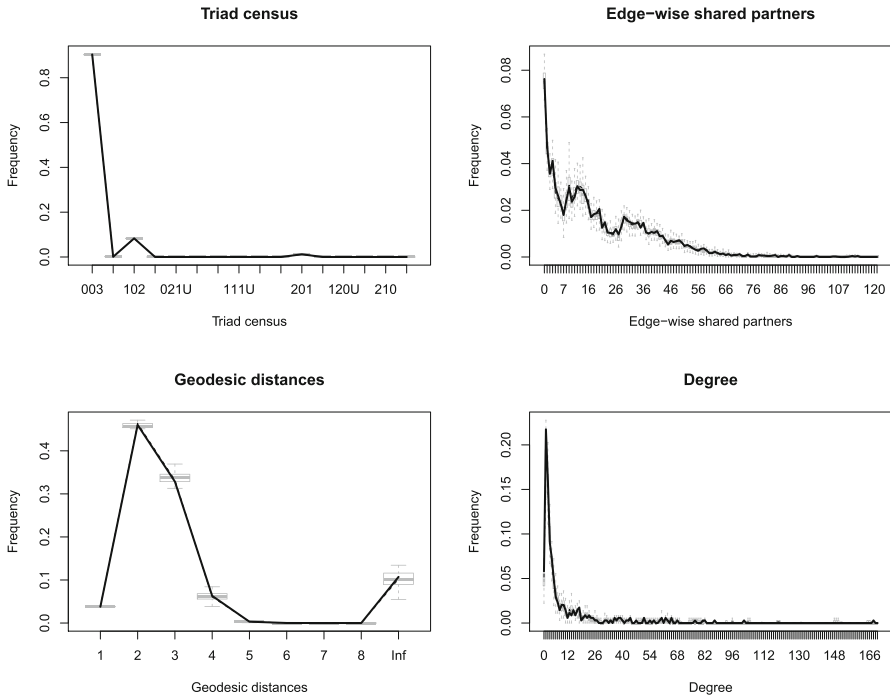 Triad census
Frequency
0.0 0.2 0.4 0.6 0.8
003 102 021U 111U 201 120U 210
Triad census
Edge−wise shared partners
Frequency
0.00 0.02 0.04 0.06 0.08
0 7 16 26 36 46 56 66 76 86 96 107 120
Edge−wise shared partners
Geodesic distances
Frequency
0.0 0.1 0.2 0.3 0.4
1 2 3 4 5 6 7 8 Inf
Geodesic distances
Degree
Frequency
0.00 0.05 0.10 0.15 0.20
0 12 26 40 54 68 82 96 112 130 148 166
Degree